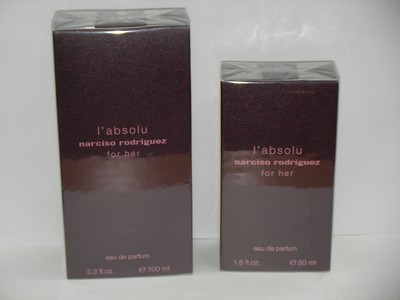 l'absolu
narciso rodriguez
for her
eau de parfum
3.3 fl.oz. e 100 ml
l'absolu
narciso rodriguez
for her
eau de parfum
1.6 fl.oz. e 50 ml